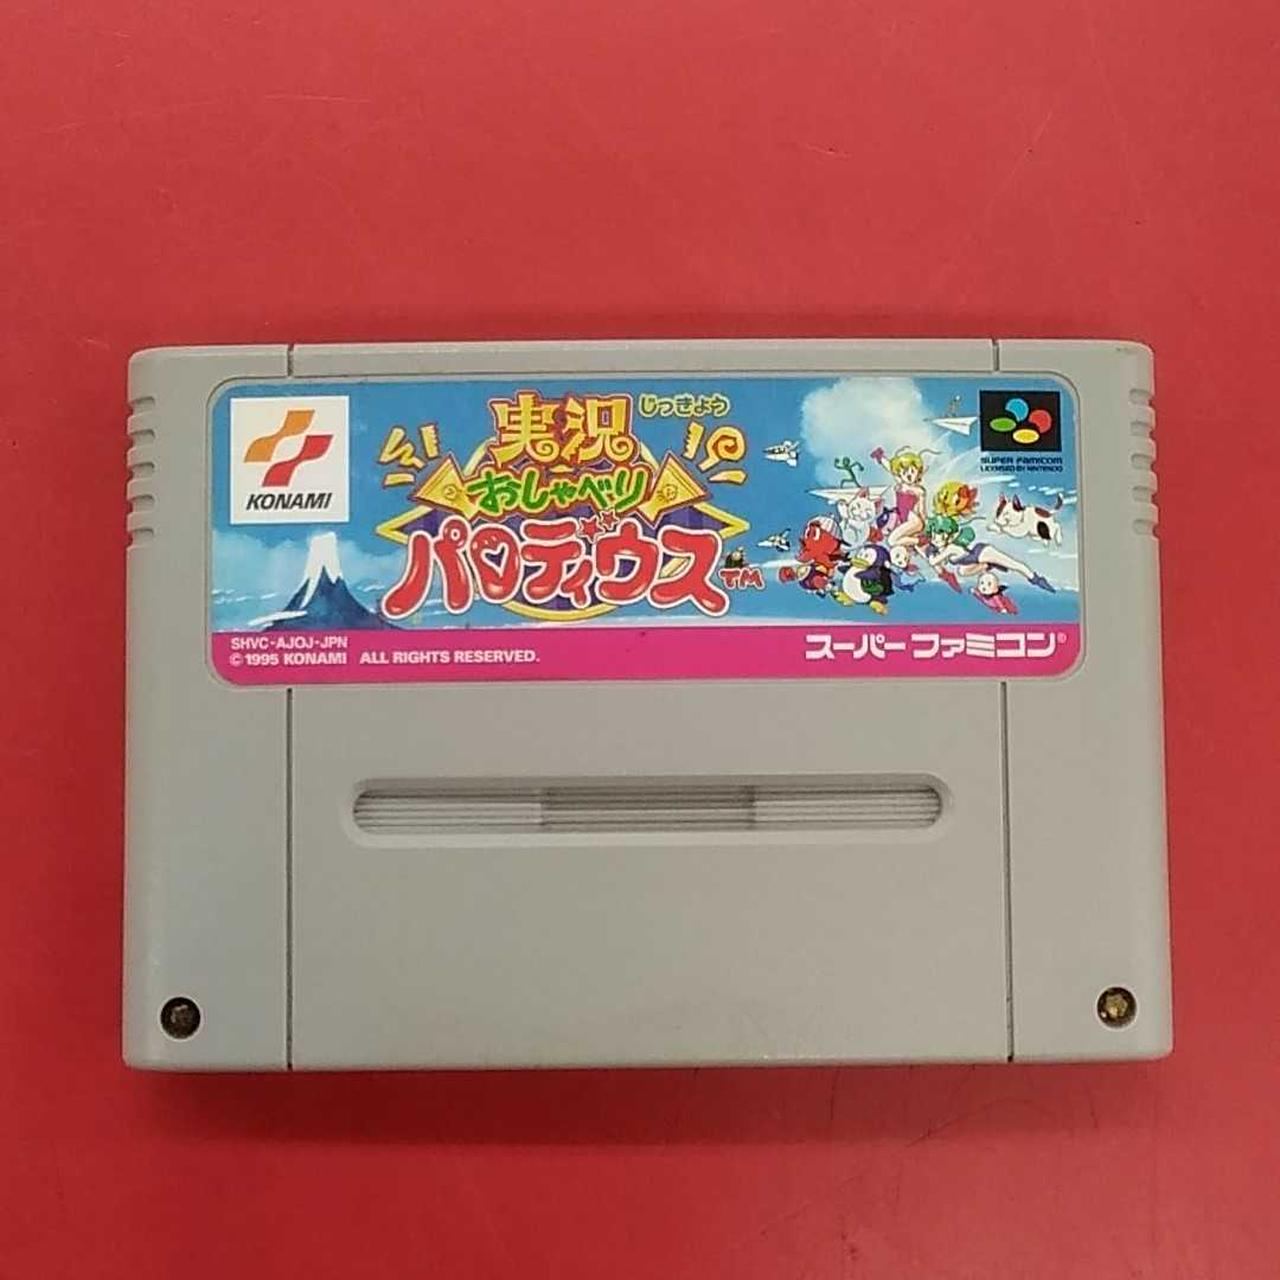 KONAMI
実況 じっきょう
おしゃべり
パロディウス TM
SUPER FAMICOM
LICENSED BY NINTENDO
SHVC-AJOJ-JPN
© 1995 KONAMI ALL RIGHTS RESERVED.
スーパーファミコン®